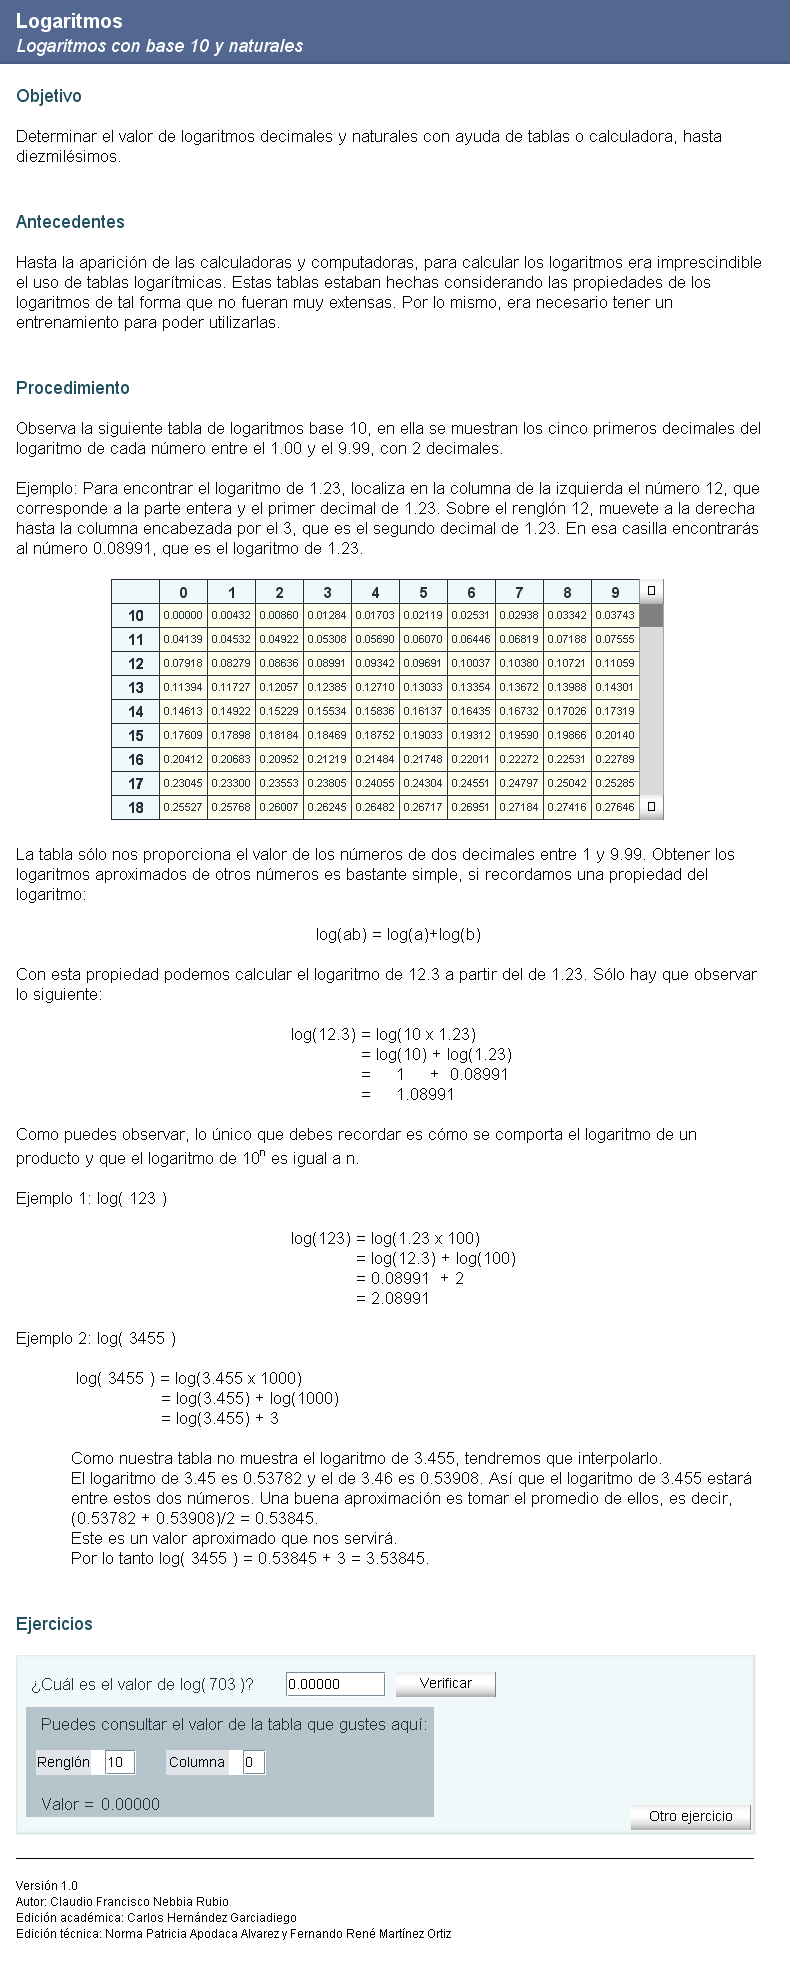 Logaritmos
Logaritmos con base 10 y naturales
Objetivo
Determinar el valor de logaritmos decimales y naturales con ayuda de tablas o calculadora, hasta
diezmilésimos.
Antecedentes
Hasta la aparición de las calculadoras y computadoras, para calcular los logaritmos era imprescindible
el uso de tablas logarítmicas. Estas tablas estaban hechas considerando las propiedades de los
logaritmos de tal forma que no fueran muy extensas. Por lo mismo, era necesario tener un
entrenamiento para poder utilizarlas.
Procedimiento
Observa la siguiente tabla de logaritmos base 10, en ella se muestran los cinco primeros decimales del
logaritmo de cada número entre el 1.00 y el 9.99, con 2 decimales.
Ejemplo: Para encontrar el logaritmo de 1.23, localiza en la columna de la izquierda el número 12, que
corresponde a la parte entera y el primer decimal de 1.23. Sobre el renglón 12, muevete a la derecha
hasta la columna encabezada por el 3, que es el segundo decimal de 1.23. En esa casilla encontrarás
al número 0.08991, que es el logaritmo de 1.23.
0 1 2 3 4 5 6 7 8 9
10 0.00000 0.00432 0.00860 0.01284 0.01703 0.02119 0.02531 0.02938 0.03342 0.03743
11 0.04139 0.04532 0.04922 0.05308 0.05690 0.06070 0.06446 0.06819 0.07188 0.07555
12 0.07918 0.08279 0.08636 0.08991 0.09342 0.09691 0.10037 0.10380 0.10721 0.11059
13 0.11394 0.11727 0.12057 0.12385 0.12710 0.13033 0.13354 0.13672 0.13988 0.14301
14 0.14613 0.14922 0.15229 0.15534 0.15836 0.16137 0.16435 0.16732 0.17026 0.17319
15 0.17609 0.17898 0.18184 0.18469 0.18752 0.19033 0.19312 0.19590 0.19866 0.20140
16 0.20412 0.20683 0.20952 0.21219 0.21484 0.21748 0.22011 0.22272 0.22531 0.22789
17 0.23045 0.23300 0.23553 0.23805 0.24055 0.24304 0.24551 0.24797 0.25042 0.25285
18 0.25527 0.25768 0.26007 0.26245 0.26482 0.26717 0.26951 0.27184 0.27416 0.27646
La tabla sólo nos proporciona el valor de los números de dos decimales entre 1 y 9.99. Obtener los
logaritmos aproximados de otros números es bastante simple, si recordamos una propiedad del
logaritmo:
log(ab) = log(a)+log(b)
Con esta propiedad podemos calcular el logaritmo de 12.3 a partir del de 1.23. Sólo hay que observar
lo siguiente:
log(12.3) = log(10 x 1.23)
= log(10) + log(1.23)
= 1 + 0.08991
= 1.08991
Como puedes observar, lo único que debes recordar es cómo se comporta el logaritmo de un
producto y que el logaritmo de 10ⁿ es igual a n.
Ejemplo 1: log( 123 )
log(123) = log(1.23 x 100)
= log(12.3) + log(100)
= 0.08991 + 2
= 2.08991
Ejemplo 2: log( 3455 )
log( 3455 ) = log(3.455 x 1000)
= log(3.455) + log(1000)
= log(3.455) + 3
Como nuestra tabla no muestra el logaritmo de 3.455, tendremos que interpolarlo.
El logaritmo de 3.45 es 0.53782 y el de 3.46 es 0.53908. Así que el logaritmo de 3.455 estará
entre estos dos números. Una buena aproximación es tomar el promedio de ellos, es decir,
(0.53782 + 0.53908)/2 = 0.53845.
Este es un valor aproximado que nos servirá.
Por lo tanto log( 3455 ) = 0.53845 + 3 = 3.53845.
Ejercicios
¿Cuál es el valor de log( 703 )? 0.00000 Verificar
Puedes consultar el valor de la tabla que gustes aquí:
Renglón 10 Columna 0
Valor = 0.00000
Otro ejercicio
Versión 1.0
Autor: Claudio Francisco Nebbia Rubio
Edición académica: Carlos Hernández Garciadiego
Edición técnica: Norma Patricia Apodaca Alvarez y Fernando René Martínez Ortiz